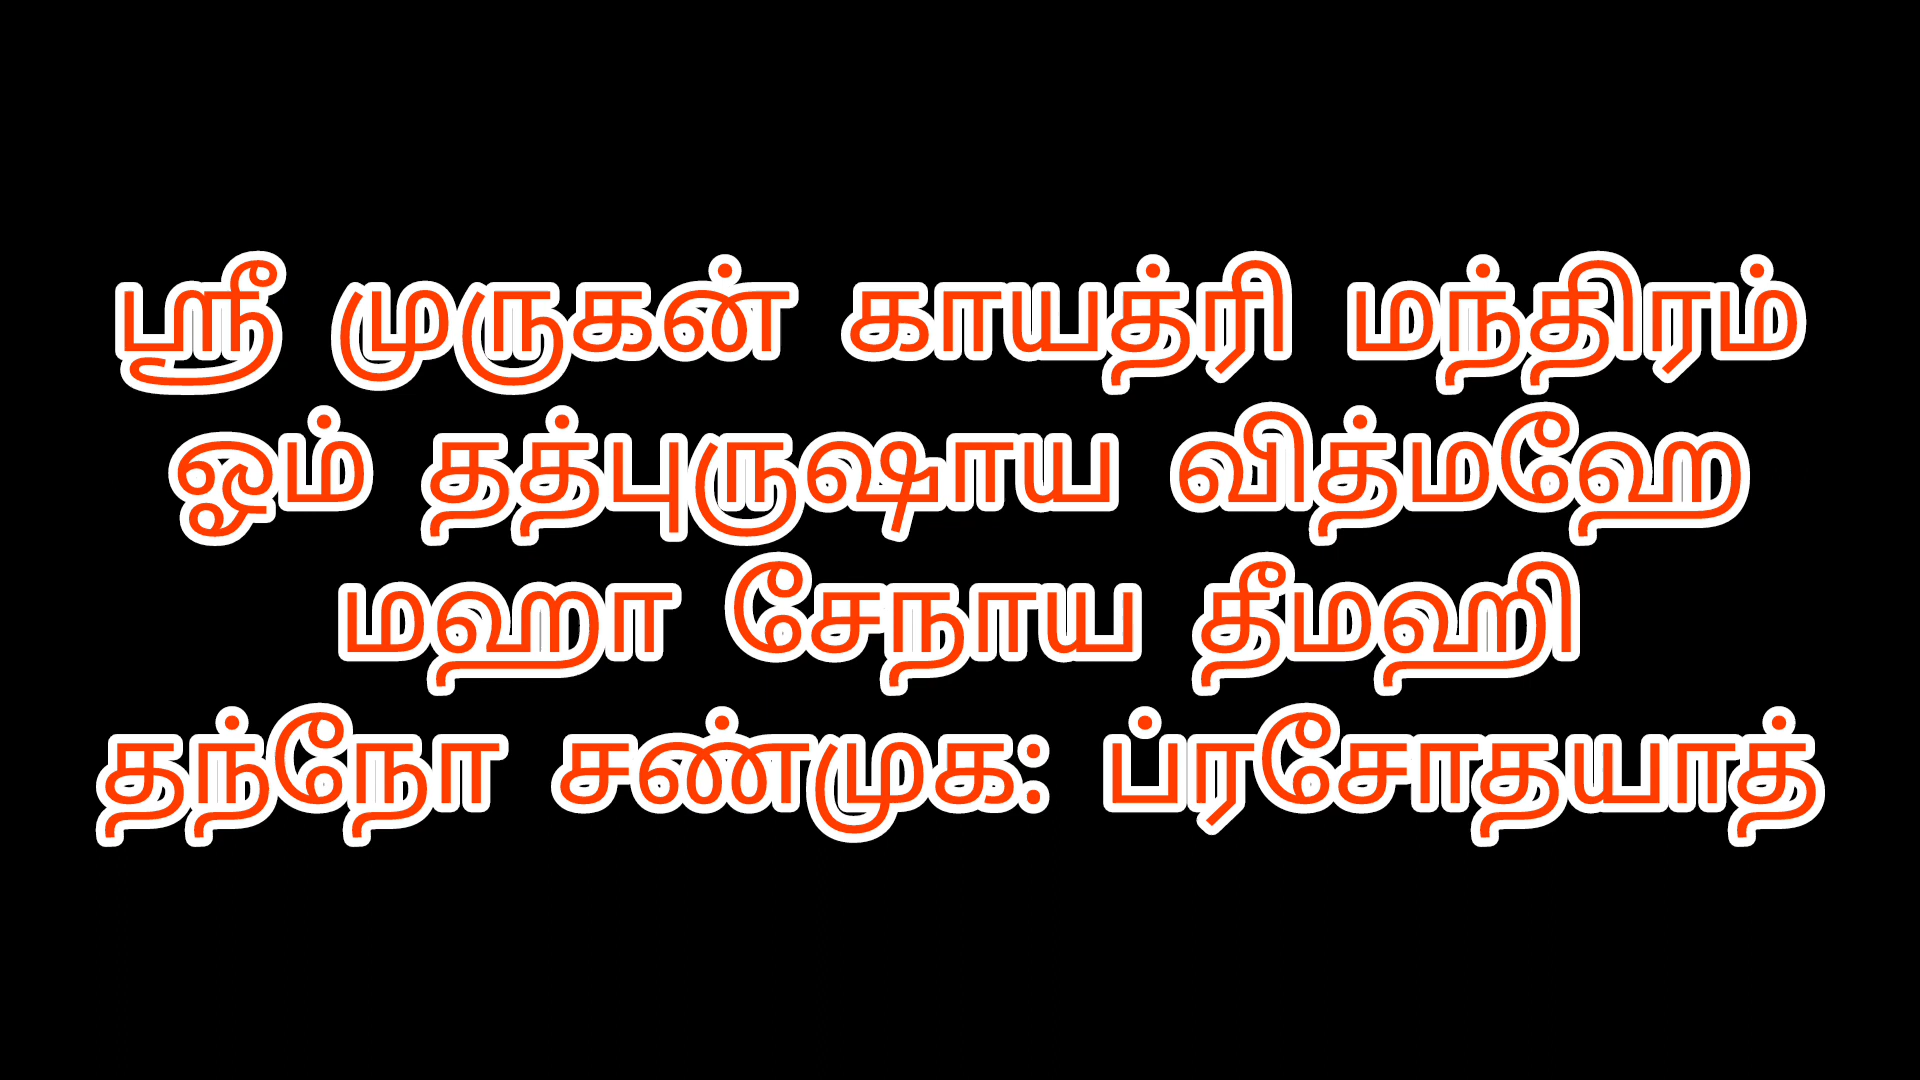 ஸ்ரீ முருகன் காயத்ரி மந்திரம்
ஓம் தத்புருஷாய வித்மஹே
மஹா சேநாய தீமஹி
தந்நோ சண்முக: ப்ரசோதயாத்